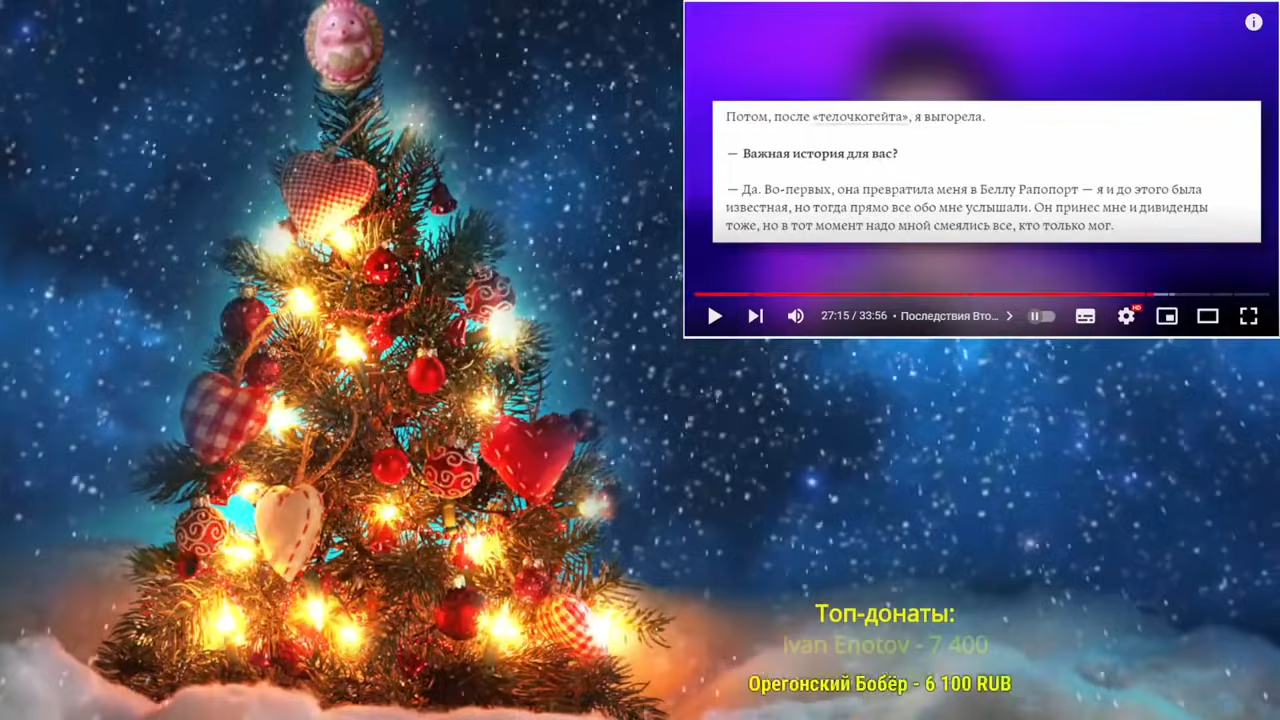 Потом, после «телочкогейта», я выгорела.
— Важная история для вас?
— Да. Во-первых, она превратила меня в Беллу Рапопорт — я и до этого была
известная, но тогда прямо все обо мне услышали. Он принес мне и дивиденды
тоже, но в тот момент надо мной смеялись все, кто только мог.
27:15 / 33:56 • Последствия Вто...
HD
Топ-донаты:
Ivan Enotov - 7 400
Орегонский Бобёр - 6 100 RUB